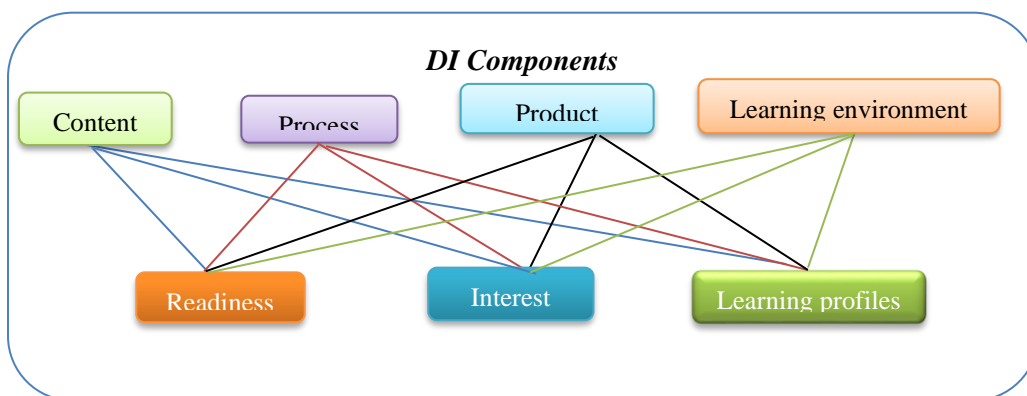 DI Components
Content
Process
Product
Learning environment
Readiness
Interest
Learning profiles